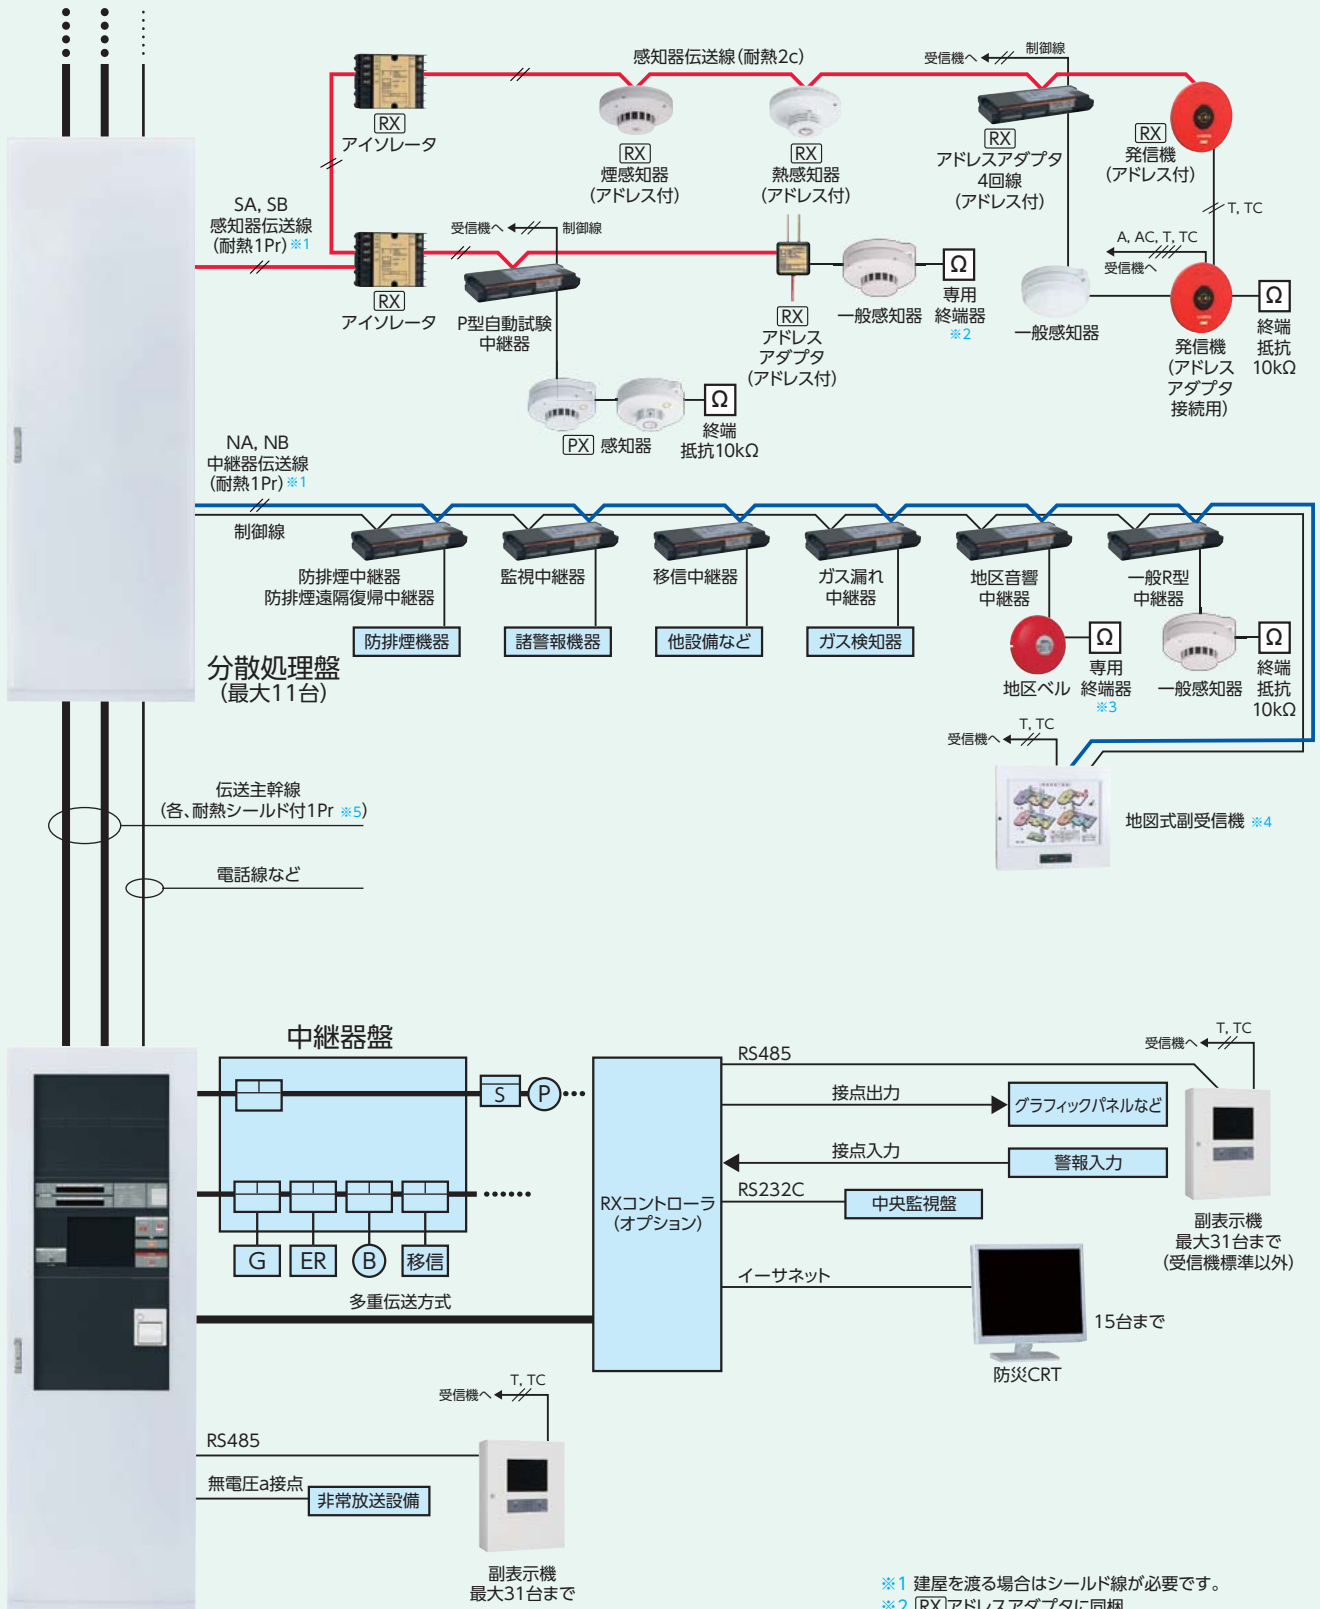 感知器伝送線(耐熱2c)
受信機へ
制御線
RX
アイソレータ
RX
煙感知器
(アドレス付)
RX
熱感知器
(アドレス付)
RX
アドレスアダプタ
4回線
(アドレス付)
RX
発信機
(アドレス付)
T, TC
SA, SB
感知器伝送線
(耐熱1Pr)※1
受信機へ
制御線
A, AC, T, TC
受信機へ
RX
アイソレータ
P型自動試験
中継器
RX
アドレス
アダプタ
(アドレス付)
一般感知器
Ω
専用
終端器
※2
一般感知器
発信機
(アドレス
アダプタ
接続用)
Ω
終端
抵抗
10kΩ
PX 感知器
Ω
終端
抵抗10kΩ
NA, NB
中継器伝送線
(耐熱1Pr)※1
制御線
防排煙中継器
防排煙遠隔復帰中継器
監視中継器
移信中継器
ガス漏れ
中継器
地区音響
中継器
一般R型
中継器
防排煙機器
諸警報機器
他設備など
ガス検知器
地区ベル
Ω
専用
終端器
※3
一般感知器
Ω
終端
抵抗
10kΩ
分散処理盤
(最大11台)
T, TC
受信機へ
地図式副受信機 ※4
伝送主幹線
(各、耐熱シールド付1Pr ※5)
電話線など
中継器盤
S
P
G
ER
B
移信
多重伝送方式
RXコントローラ
(オプション)
RS485
接点出力
グラフィックパネルなど
接点入力
警報入力
RS232C
中央監視盤
イーサネット
15台まで
防災CRT
T, TC
受信機へ
副表示機
最大31台まで
(受信機標準以外)
T, TC
受信機へ
RS485
無電圧a接点
非常放送設備
副表示機
最大31台まで
※1 建屋を渡る場合はシールド線が必要です。
※2 RXアドレスアダプタに同梱